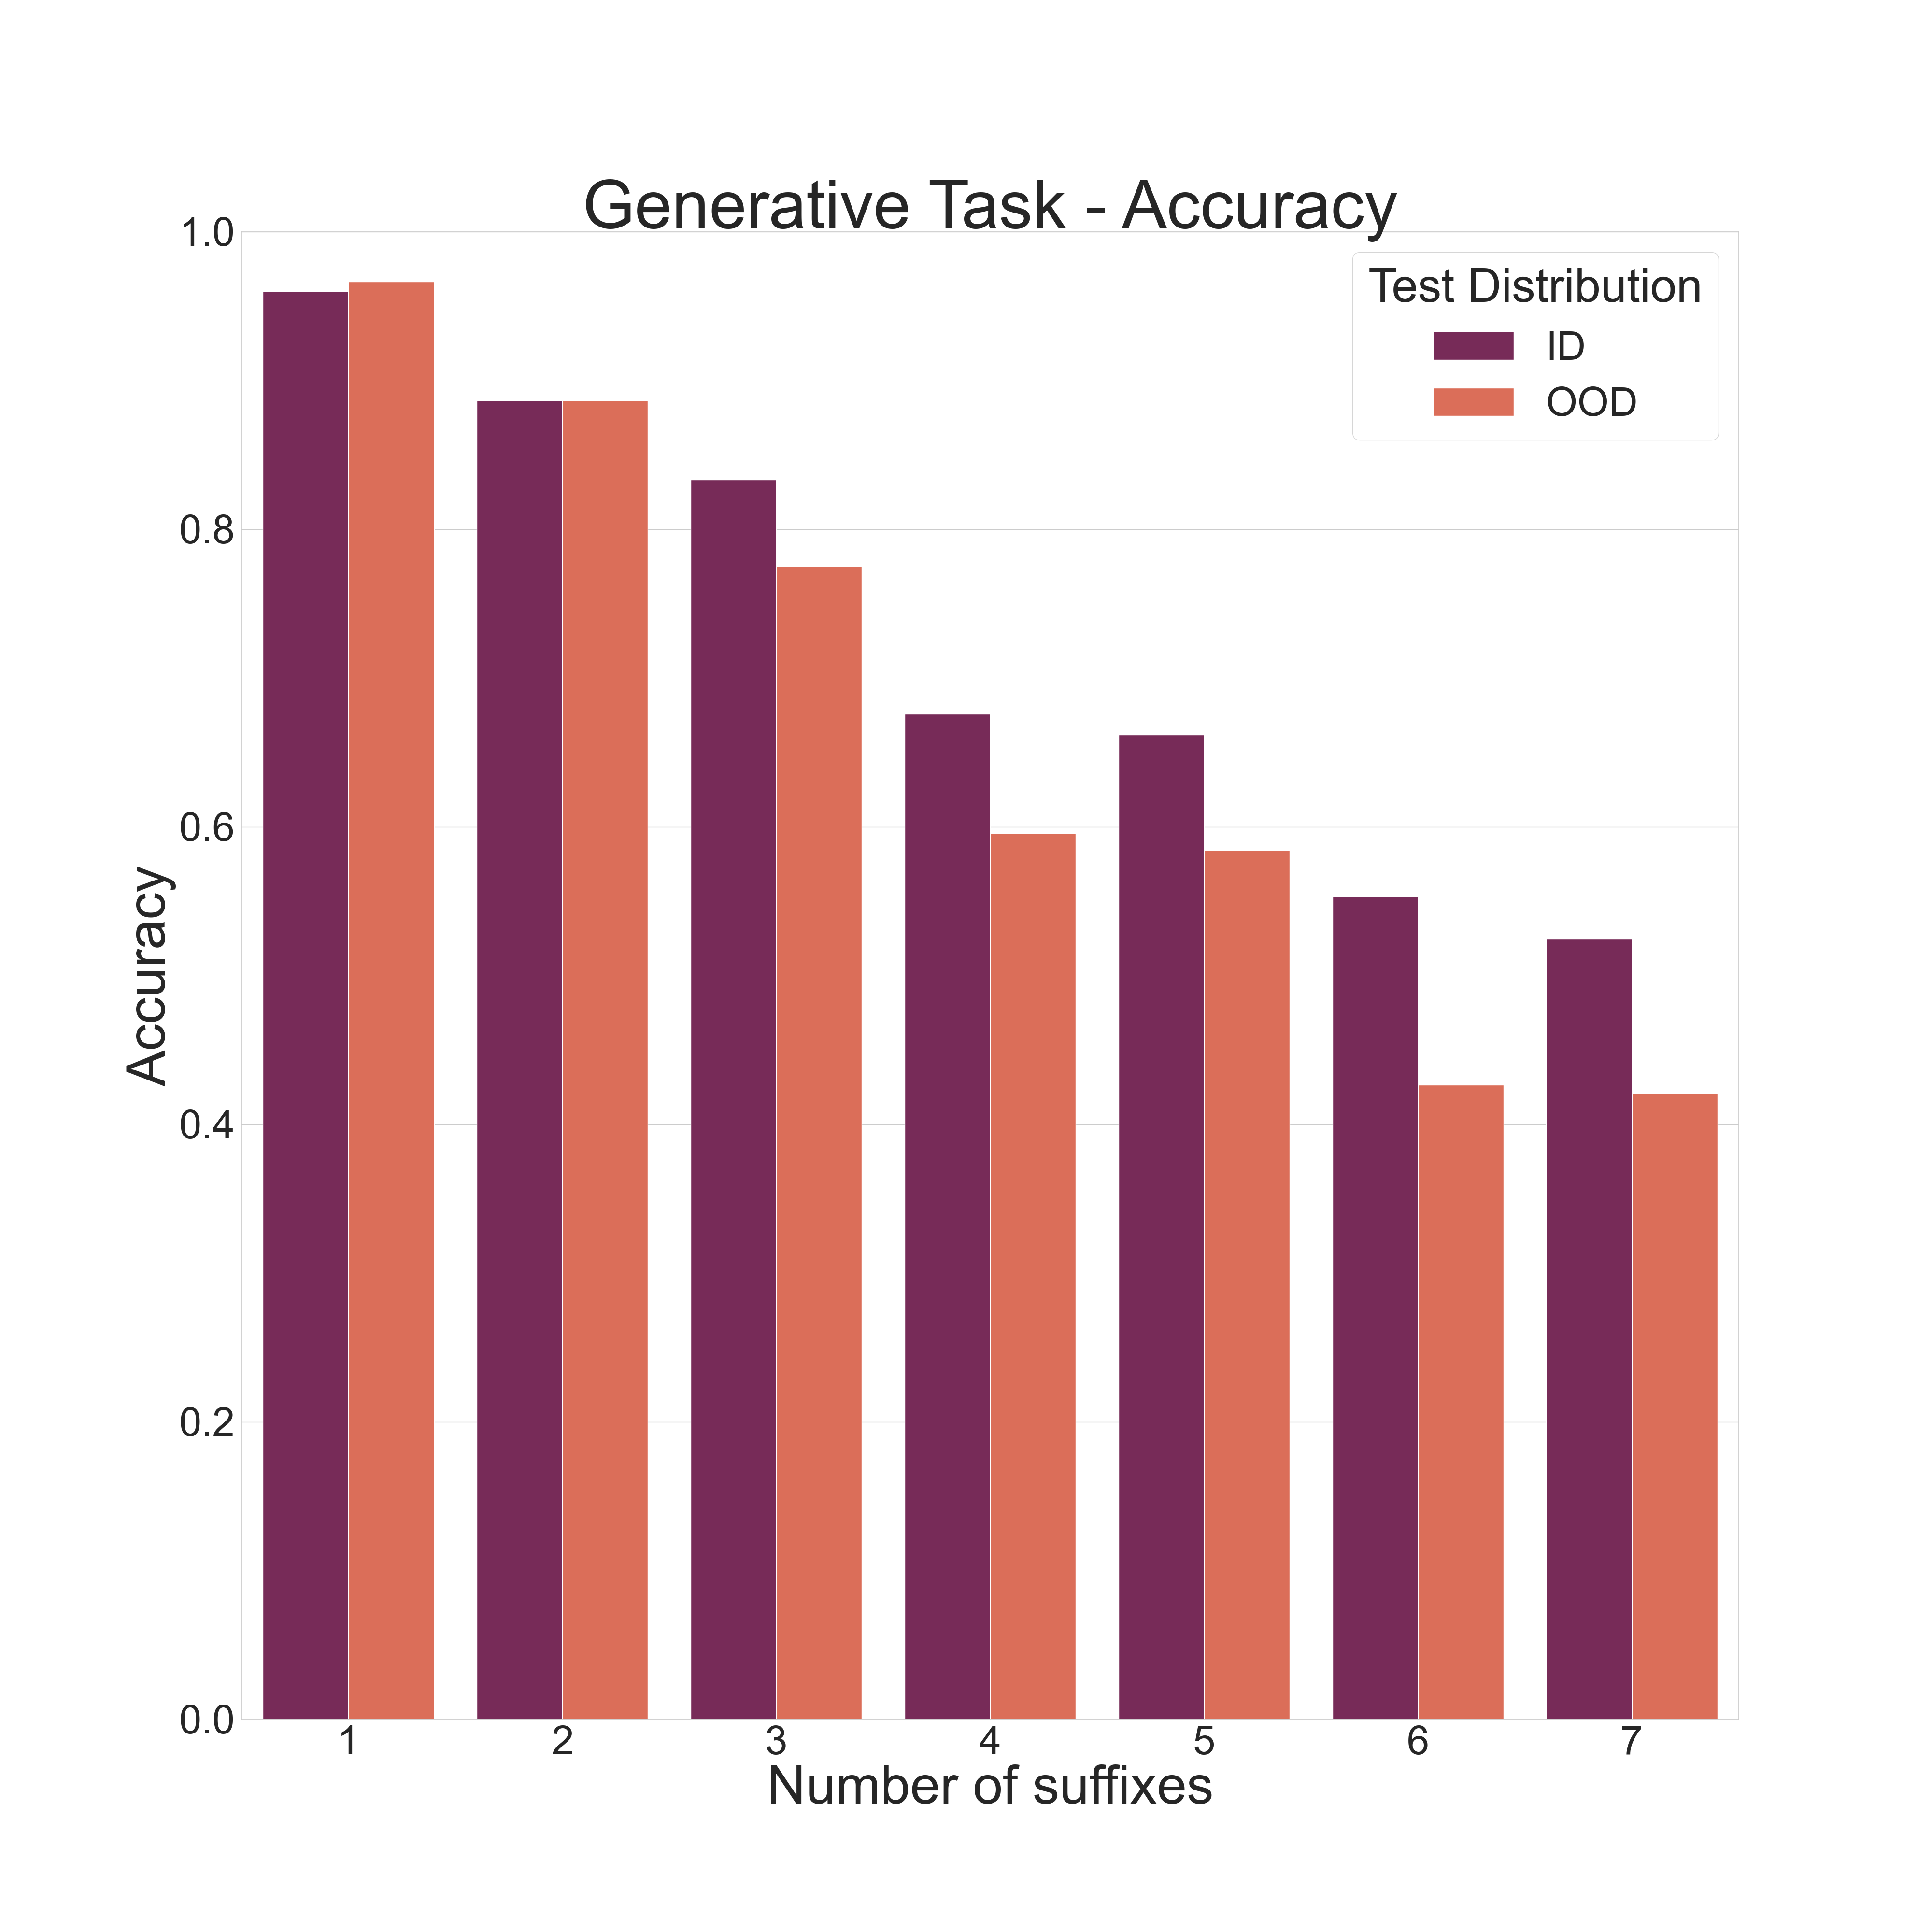 Generative Task - Accuracy
Test Distribution
ID
OOD
Accuracy
1.0
0.8
0.6
0.4
0.2
0.0
1 2 3 4 5 6 7
Number of suffixes